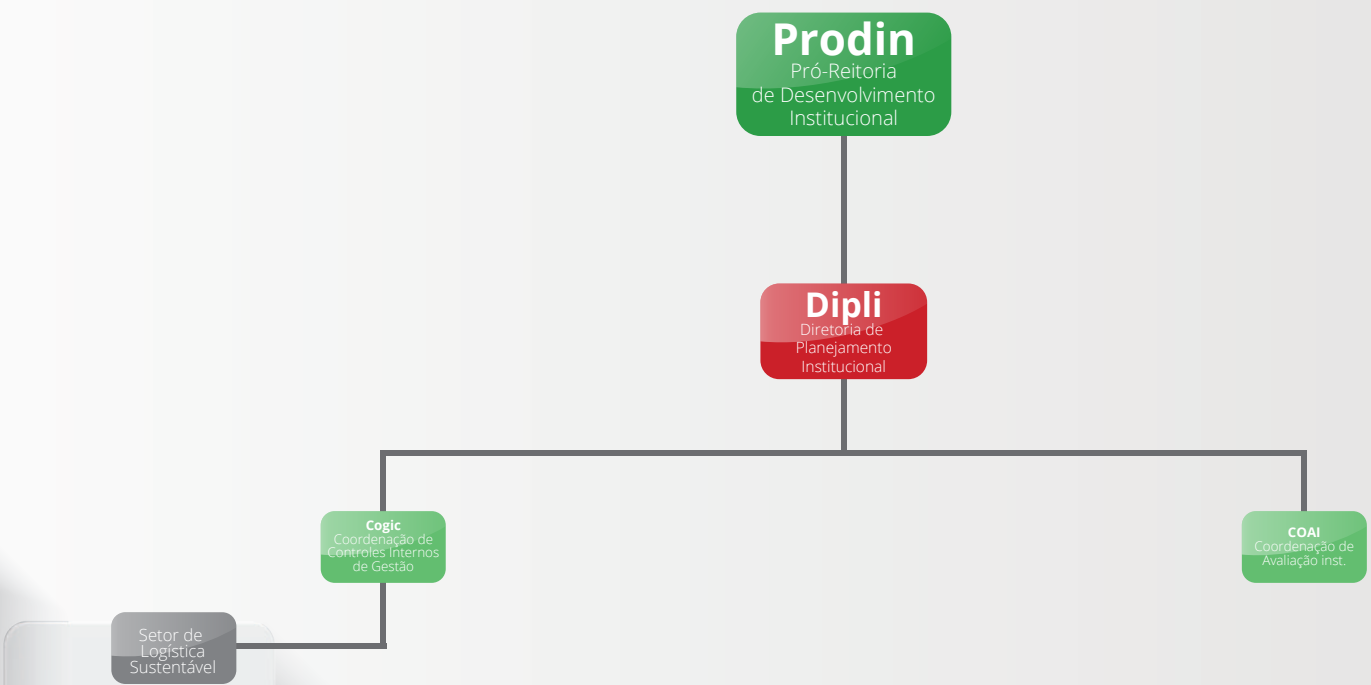 Prodin
Pró-Reitoria
de Desenvolvimento
Institucional
Dipli
Diretoria de
Planejamento
Institucional
Cogic
Coordenação de
Controles Internos
de Gestão
COAI
Coordenação de
Avaliação inst.
Setor de
Logística
Sustentável